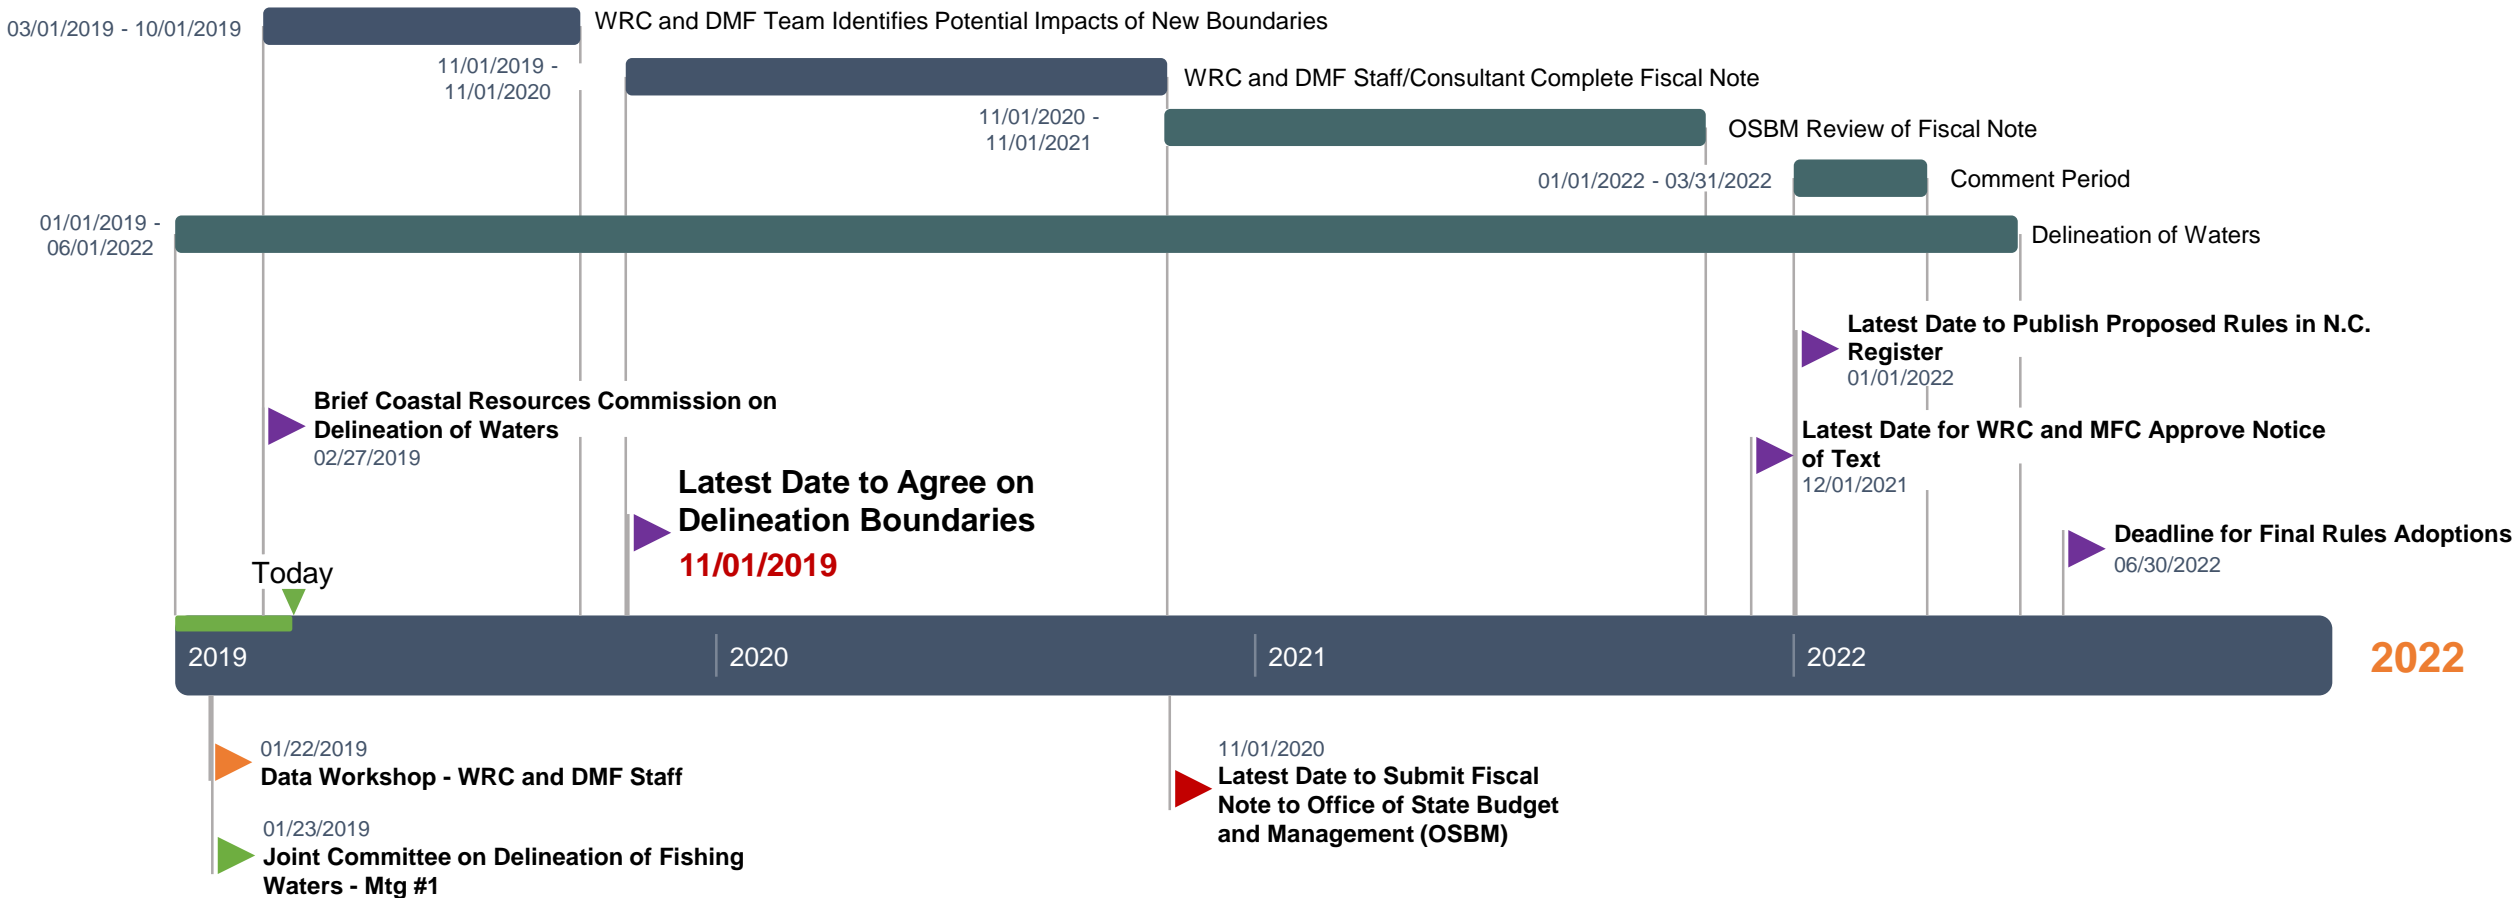 03/01/2019 - 10/01/2019
WRC and DMF Team Identifies Potential Impacts of New Boundaries
11/01/2019 -
11/01/2020
WRC and DMF Staff/Consultant Complete Fiscal Note
11/01/2020 -
11/01/2021
OSBM Review of Fiscal Note
01/01/2022 - 03/31/2022
Comment Period
01/01/2019 -
06/01/2022
Delineation of Waters
Latest Date to Publish Proposed Rules in N.C.
Register
01/01/2022
Brief Coastal Resources Commission on
Delineation of Waters
02/27/2019
Latest Date for WRC and MFC Approve Notice
of Text
12/01/2021
Latest Date to Agree on
Delineation Boundaries
11/01/2019
Deadline for Final Rules Adoptions
06/30/2022
Today
2019
2020
2021
2022
2022
01/22/2019
Data Workshop - WRC and DMF Staff
01/23/2019
Joint Committee on Delineation of Fishing
Waters - Mtg #1
11/01/2020
Latest Date to Submit Fiscal
Note to Office of State Budget
and Management (OSBM)